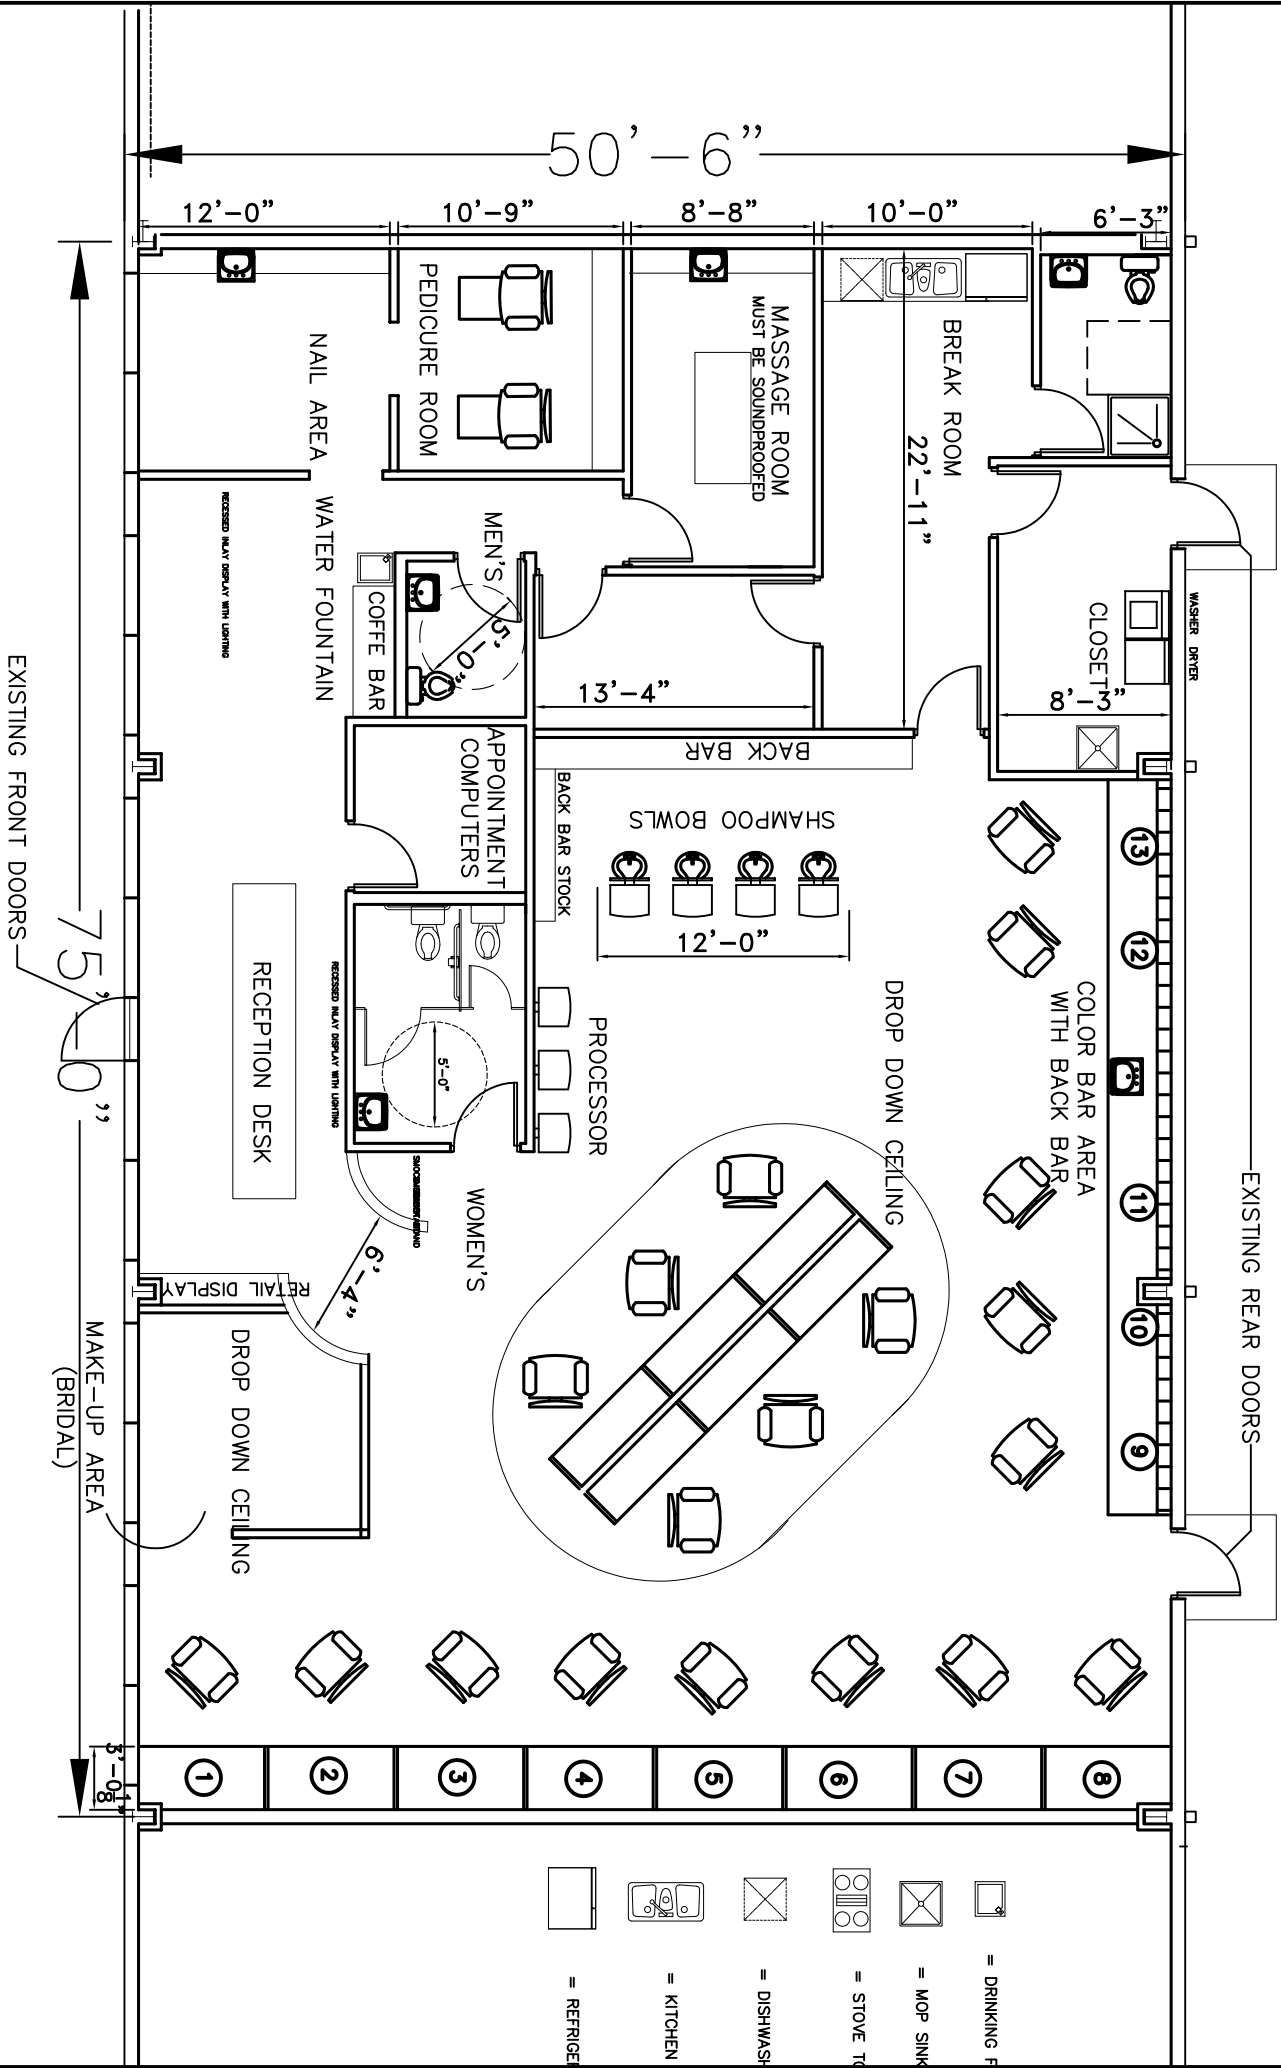 50'-6"
12'-0"
10'-9"
8'-8"
10'-0"
6'-3"
PEDICURE ROOM
NAIL AREA
MASSAGE ROOM
MUST BE SOUNDPROOFED
BREAK ROOM
22'-11"
WASHER DRYER
CLOSET
8'-3"
RECESSED INLAY DISPLAY WITH LIGHTING
WATER FOUNTAIN
COFFE BAR
MEN'S
5'-0"
13'-4"
BACK BAR
BACK BAR STOCK
APPOINTMENT
COMPUTERS
SHAMPOO BOWLS
12'-0"
PROCESSOR
DROP DOWN CEILING
COLOR BAR AREA
WITH BACK BAR
13
12
11
10
9
EXISTING REAR DOORS
EXISTING FRONT DOORS
75'-0"
RECEPTION DESK
RECESSED INLAY DISPLAY WITH LIGHTING
5'-0"
WOMEN'S
6'-4"
RETAIL DISPLAY
DROP DOWN CEILING
MAKE-UP AREA
(BRIDAL)
3'-0 1/8"
1
2
3
4
5
6
7
8
= REFRIGE
= KITCHEN
= DISHWASH
= STOVE TO
= MOP SINK
= DRINKING F